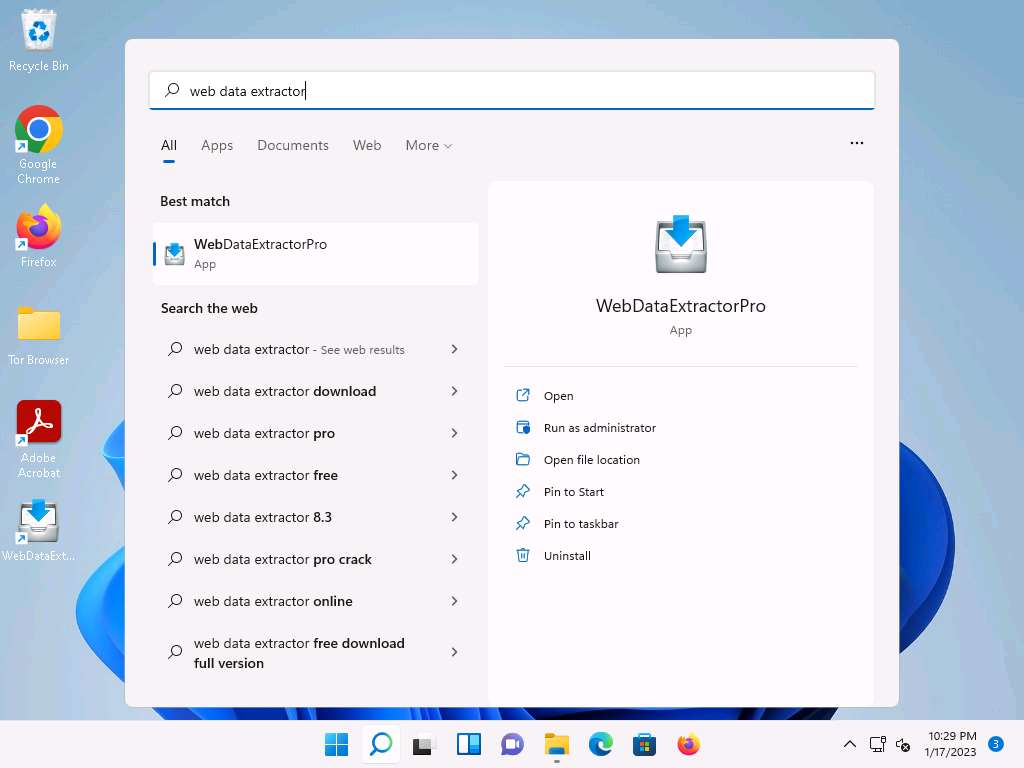 Recycle Bin
Google
Chrome
Firefox
Tor Browser
Adobe
Acrobat
WebDataExt...
web data extractor
All
Apps
Documents
Web
More
Best match
WebDataExtractorPro
App
Search the web
web data extractor - See web results
web data extractor download
web data extractor pro
web data extractor free
web data extractor 8.3
web data extractor pro crack
web data extractor online
web data extractor free download
full version
WebDataExtractorPro
App
Open
Run as administrator
Open file location
Pin to Start
Pin to taskbar
Uninstall
10:29 PM
1/17/2023
3